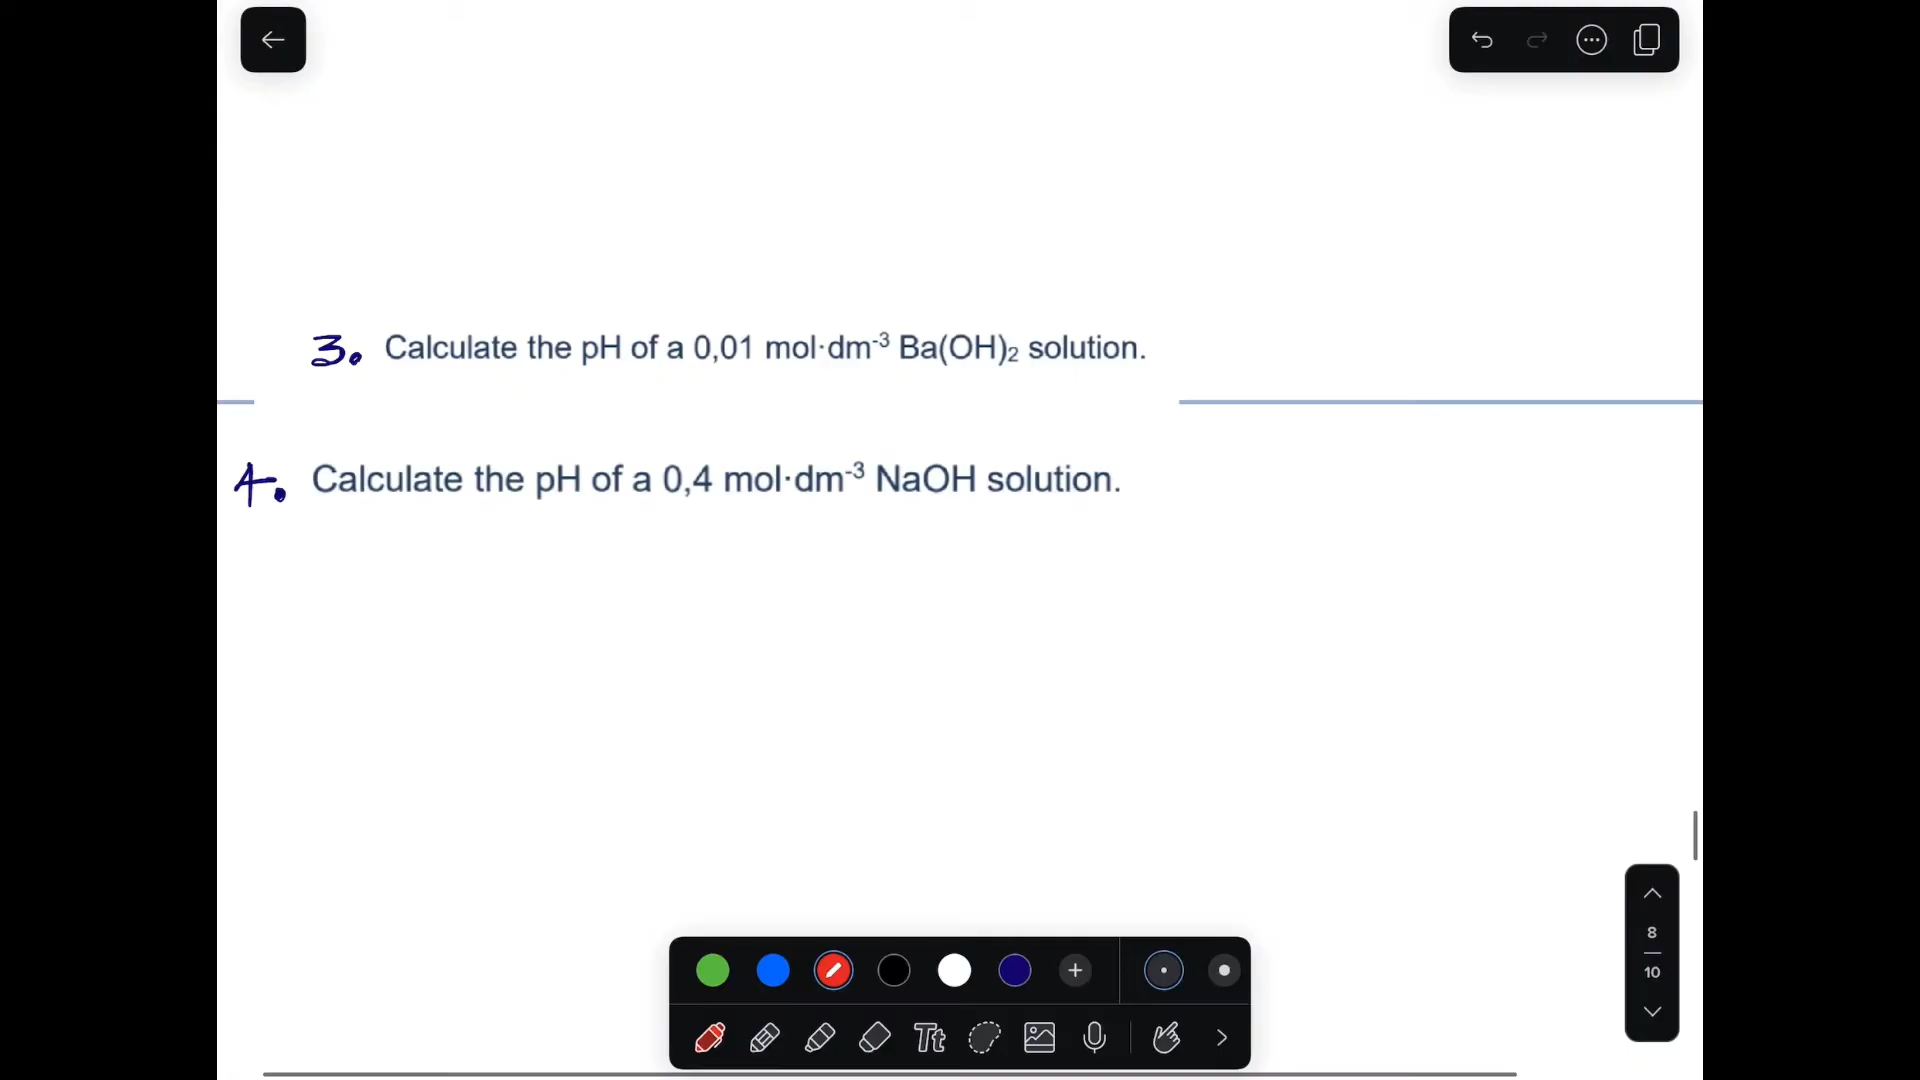 3. Calculate the pH of a 0,01 mol·dm⁻³ Ba(OH)₂ solution.
4. Calculate the pH of a 0,4 mol·dm⁻³ NaOH solution.
8
10
Tt